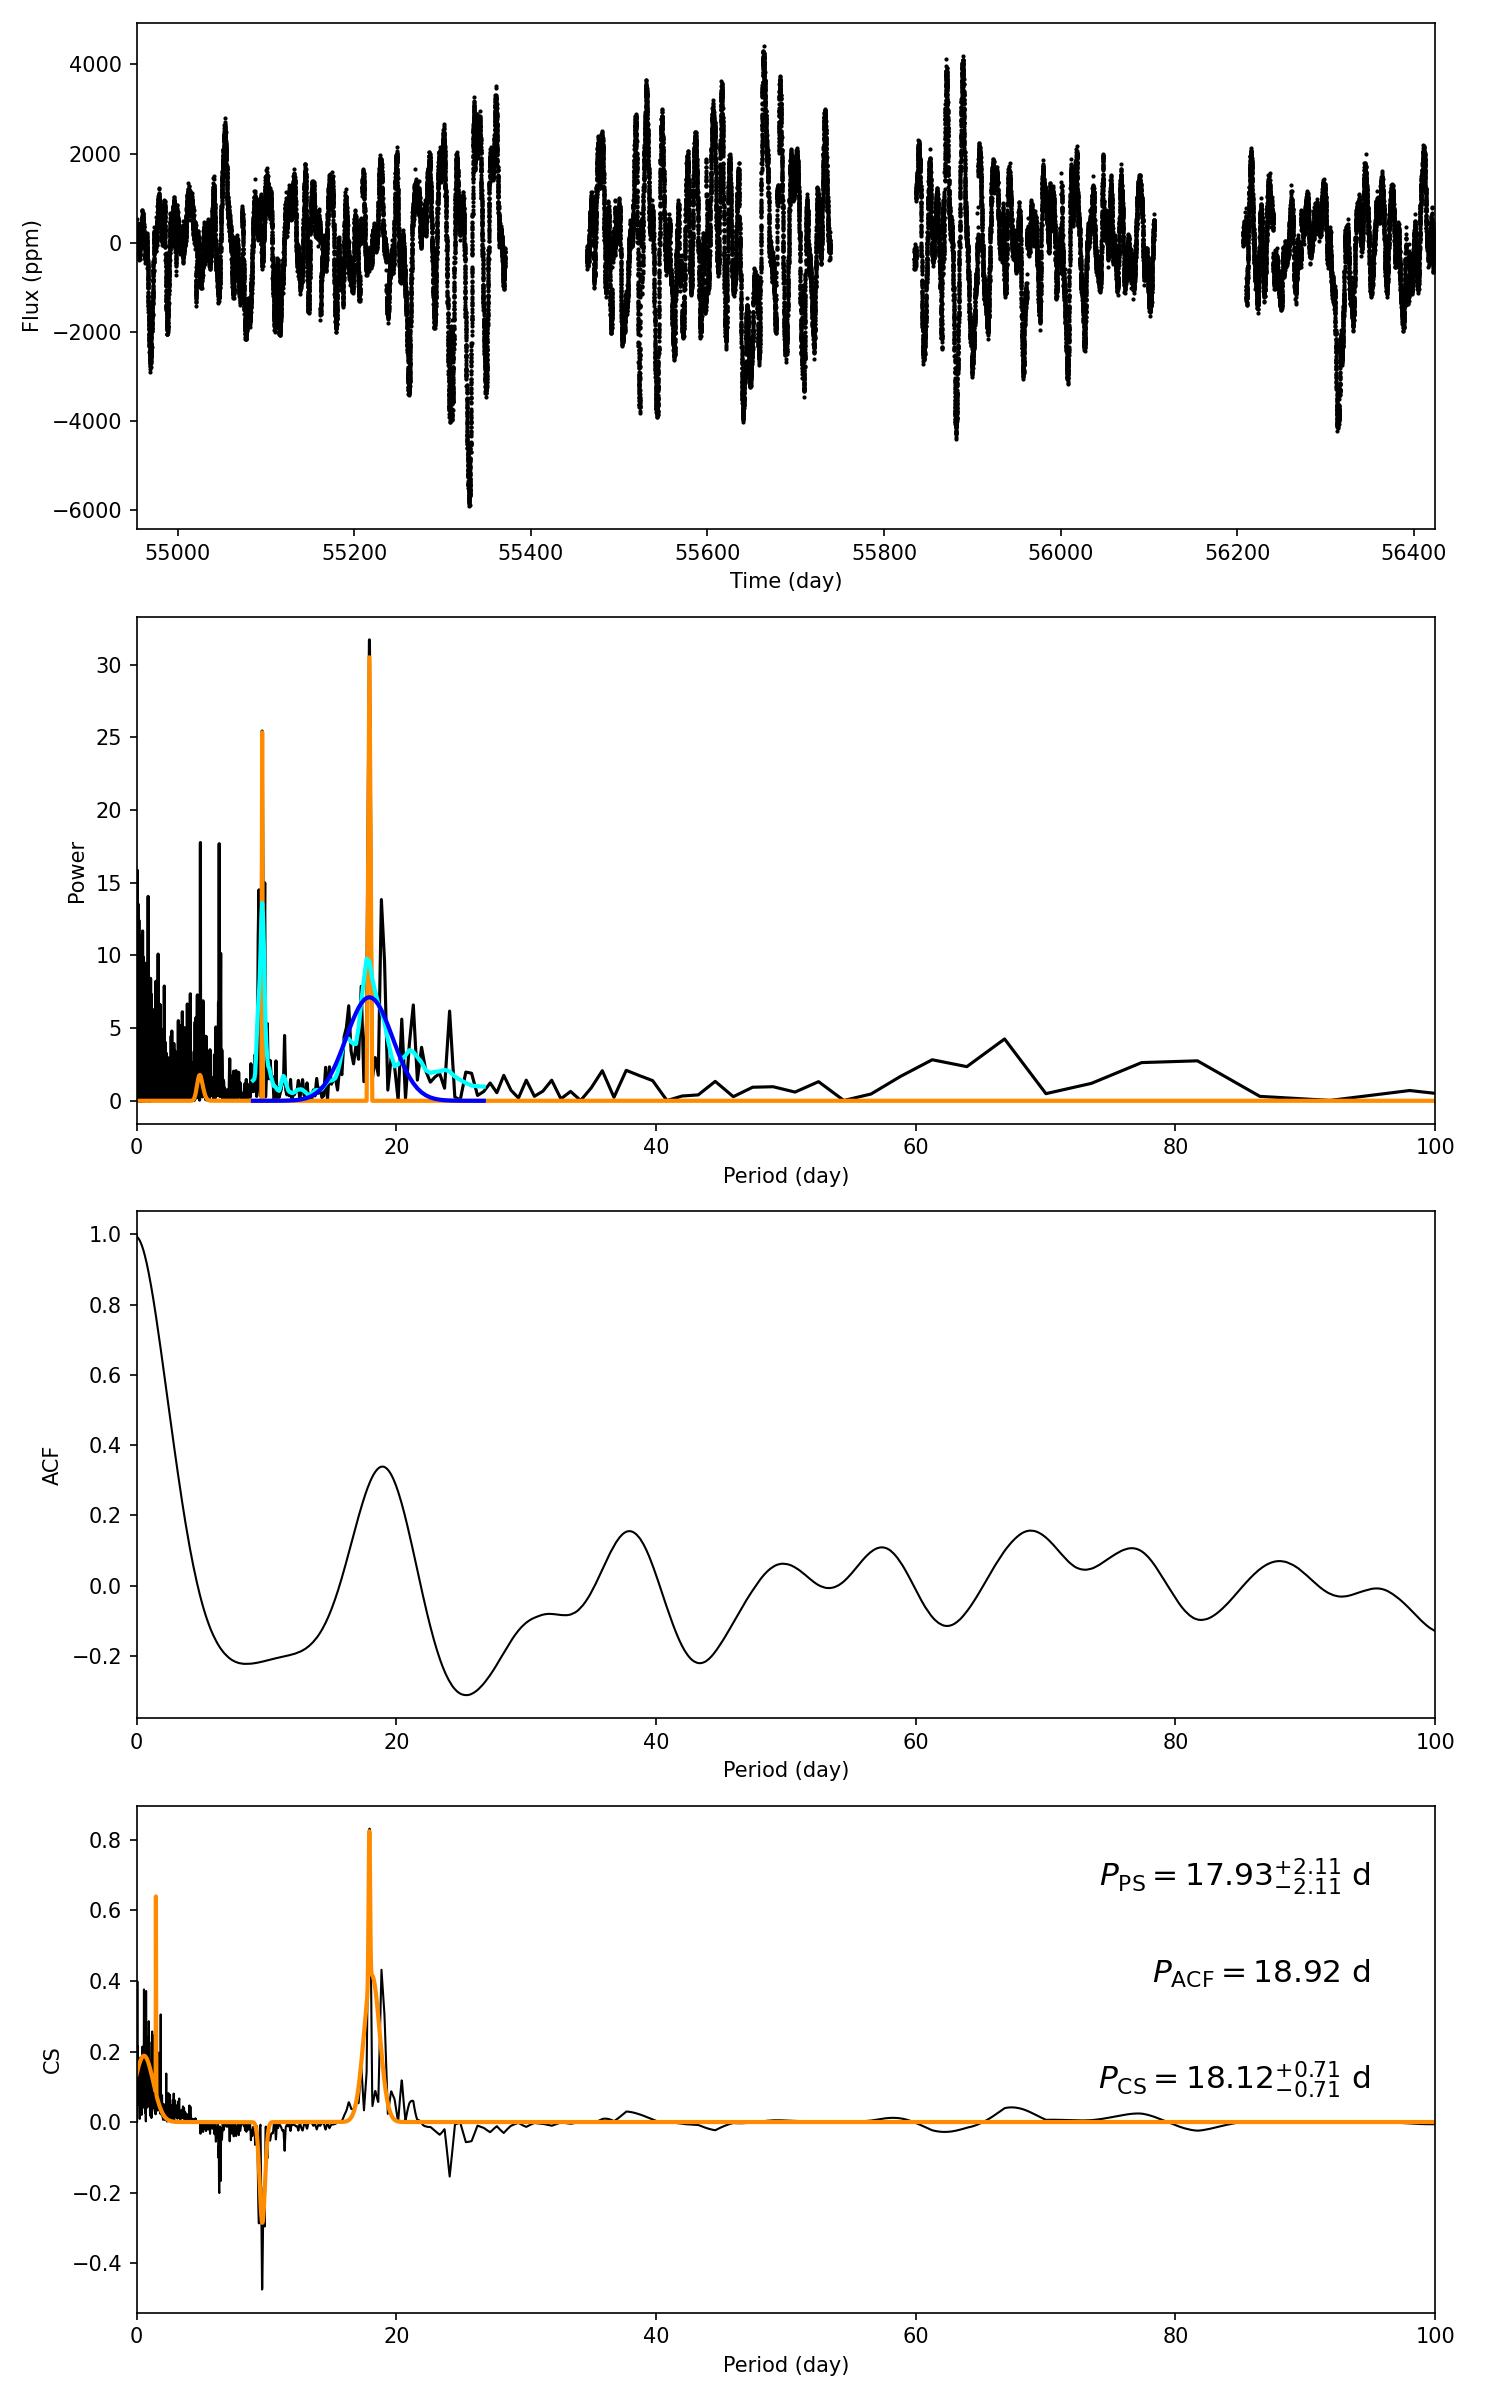 4000
2000
0
−2000
−4000
−6000
Flux (ppm)
55000 55200 55400 55600 55800 56000 56200 56400
Time (day)
30
25
20
15
10
5
0
Power
0 20 40 60 80 100
Period (day)
1.0
0.8
0.6
0.4
0.2
0.0
−0.2
ACF
0 20 40 60 80 100
Period (day)
0.8
0.6
0.4
0.2
0.0
−0.2
−0.4
CS
P_PS = 17.93 +2.11 −2.11 d
P_ACF = 18.92 d
P_CS = 18.12 +0.71 −0.71 d
0 20 40 60 80 100
Period (day)